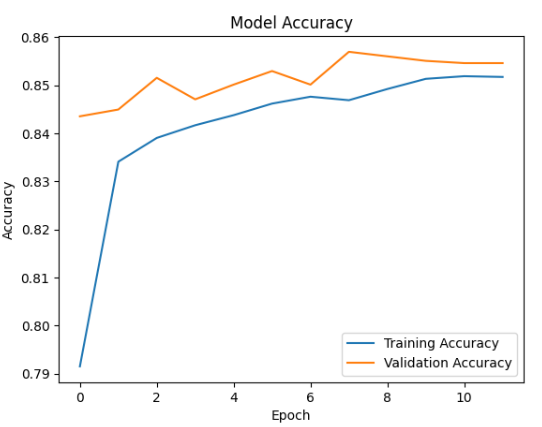 Model Accuracy
0.86
0.85
0.84
0.83
0.82
0.81
0.80
0.79
Accuracy
Training Accuracy
Validation Accuracy
0 2 4 6 8 10
Epoch